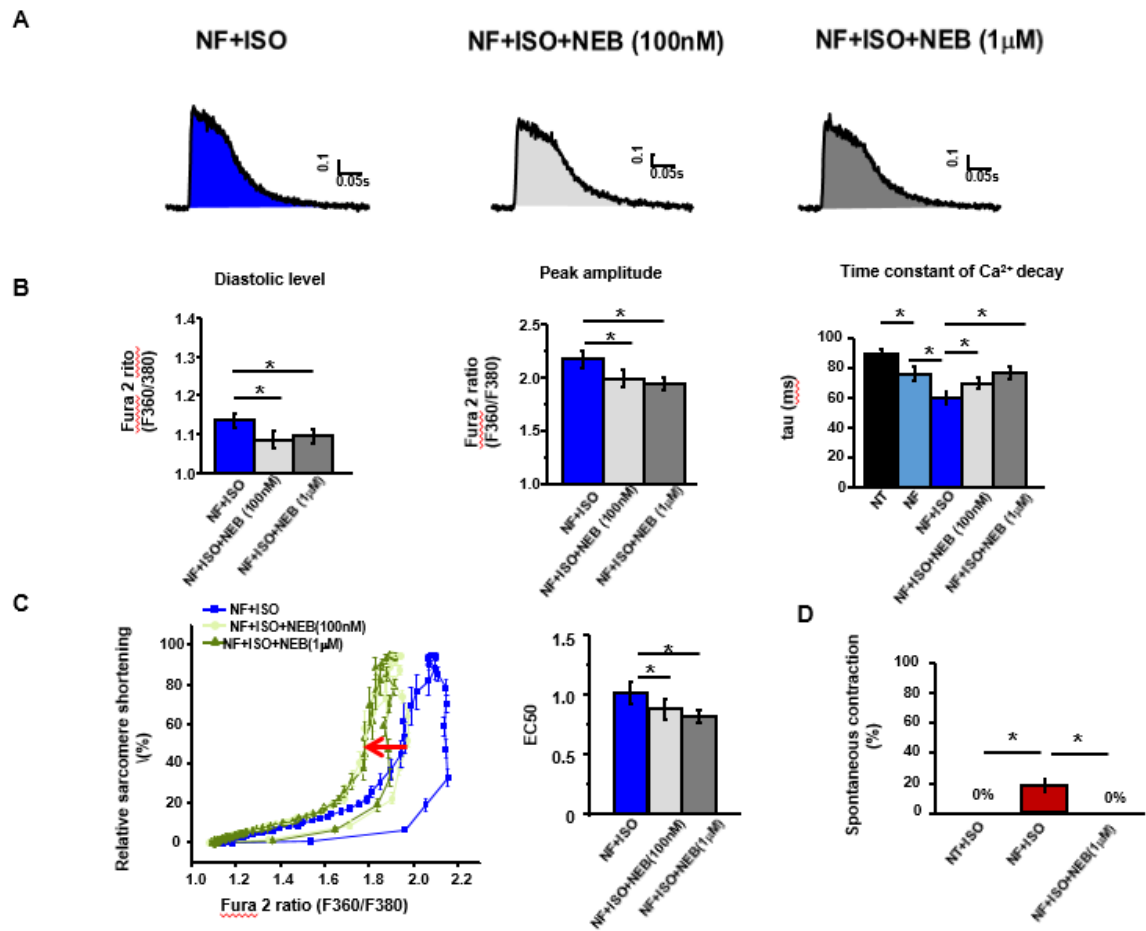 A
NF+ISO
NF+ISO+NEB (100nM)
NF+ISO+NEB (1µM)
0.1
0.05s
0.1
0.05s
0.1
0.05s
B
Diastolic level
Fura 2 rito
(F360/380)
1.4
1.3
1.2
1.1
1.0
*
*
NF+ISO
NF+ISO+NEB (100nM)
NF+ISO+NEB (1µM)
Peak amplitude
Fura 2 ratio
(F360/F380)
2.5
2.0
1.5
1.0
*
*
NF+ISO
NF+ISO+NEB (100nM)
NF+ISO+NEB (1µM)
Time constant of Ca²⁺ decay
tau (ms)
100
80
60
40
20
0
*
*
*
*
NT
NF
NF+ISO
NF+ISO+NEB (100nM)
NF+ISO+NEB (1µM)
C
NF+ISO
NF+ISO+NEB(100nM)
NF+ISO+NEB(1µM)
Relative sarcomere shortening
\(%)
100
80
60
40
20
0
1.0
1.2
1.4
1.6
1.8
2.0
2.2
Fura 2 ratio (F360/F380)
EC50
1.5
1.0
0.5
0
*
*
NF+ISO
NF+ISO+NEB(100nM)
NF+ISO+NEB(1µM)
D
Spontaneous contraction
(%)
100
80
60
40
20
0
*
*
0%
0%
NT+ISO
NF+ISO
NF+ISO+NEB(1µM)